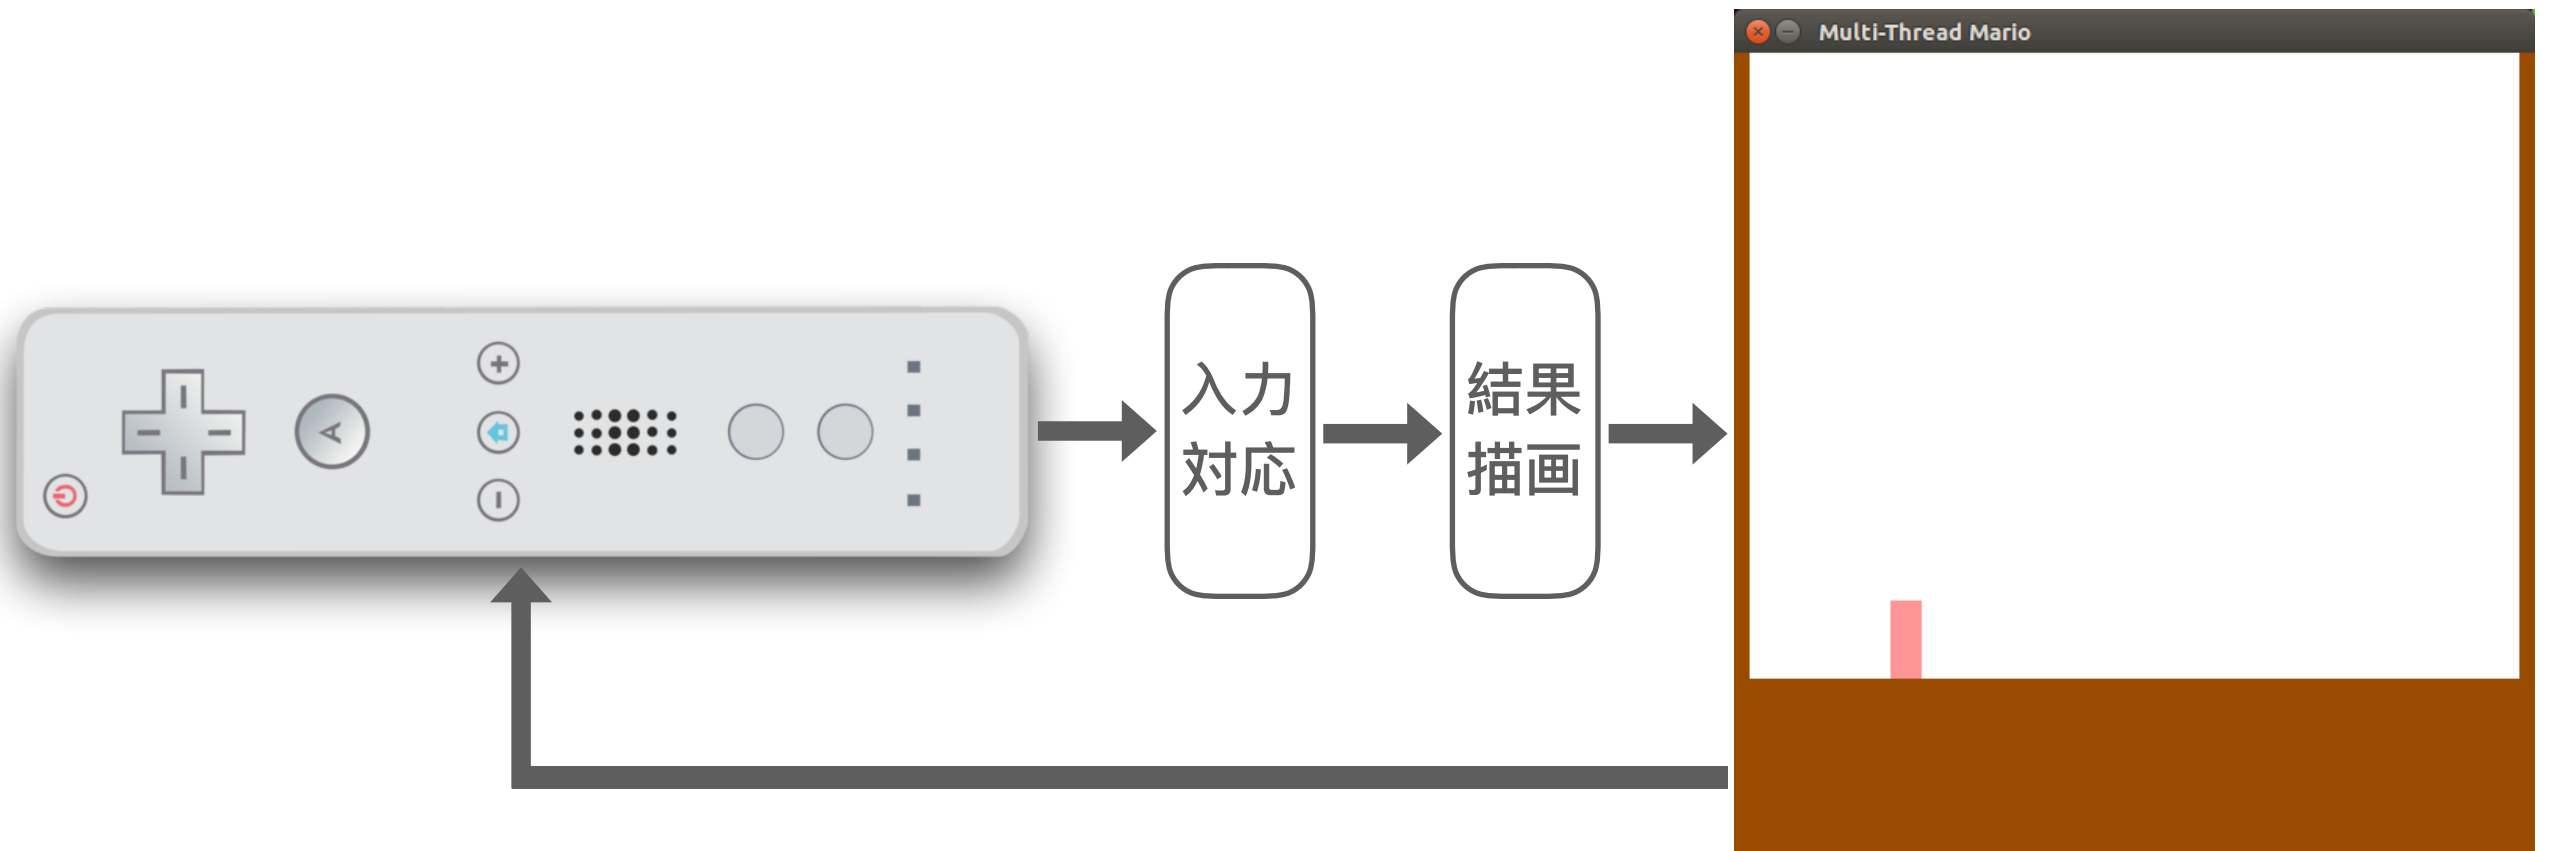 Multi-Thread Mario
A
入力
対応
結果
描画